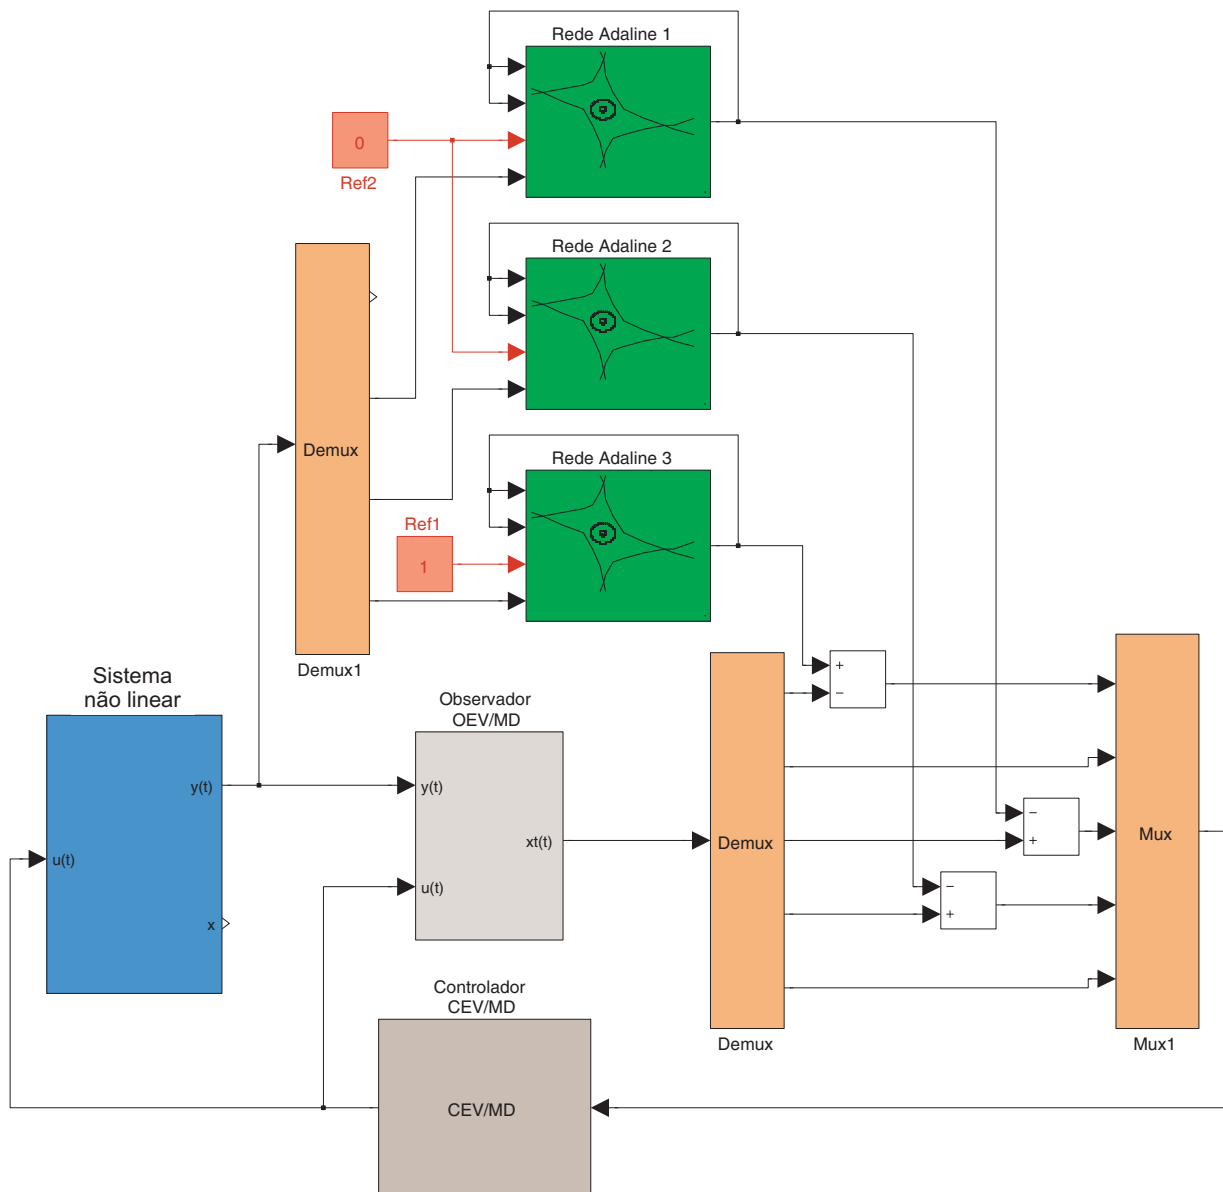 Rede Adaline 1
0
Ref2
Rede Adaline 2
Demux
Rede Adaline 3
Ref1
1
Demux1
Sistema
não linear
y(t)
u(t)
x
Observador
OEV/MD
y(t)
xt(t)
u(t)
Demux
Demux
+
−
−
+
−
+
Mux
Mux1
Controlador
CEV/MD
CEV/MD